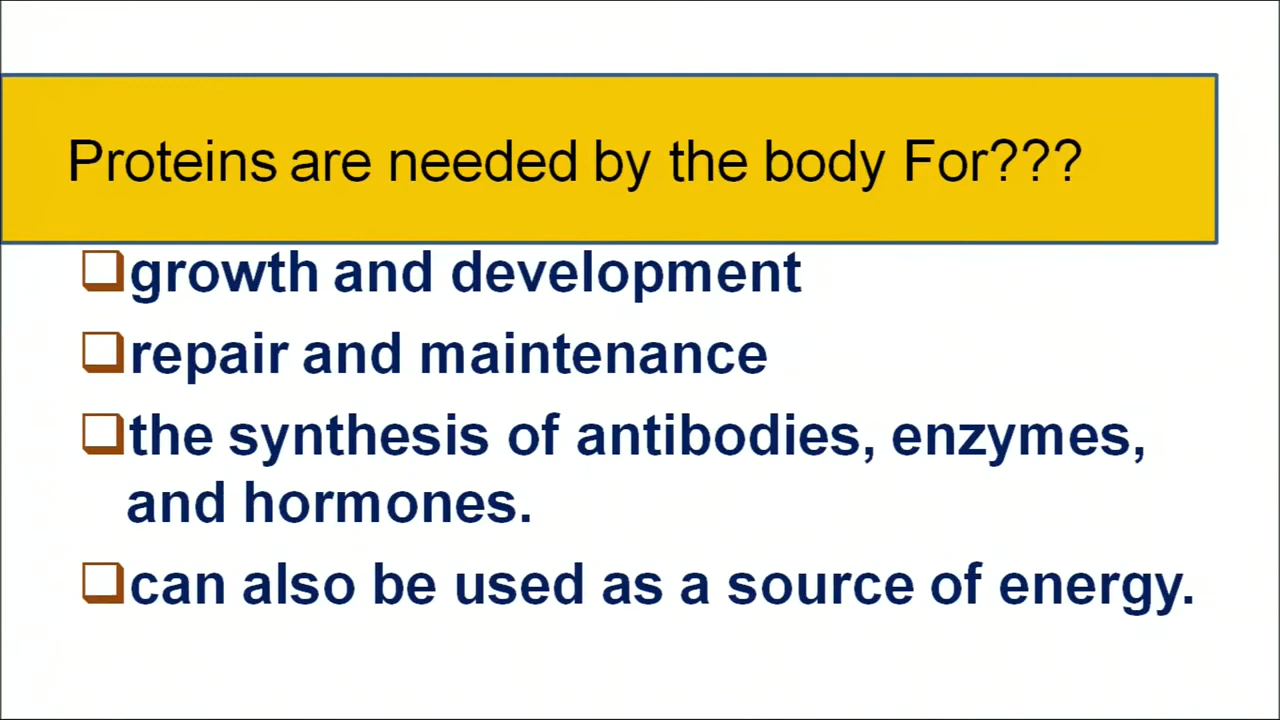 Proteins are needed by the body For???
growth and development
repair and maintenance
the synthesis of antibodies, enzymes,
and hormones.
can also be used as a source of energy.